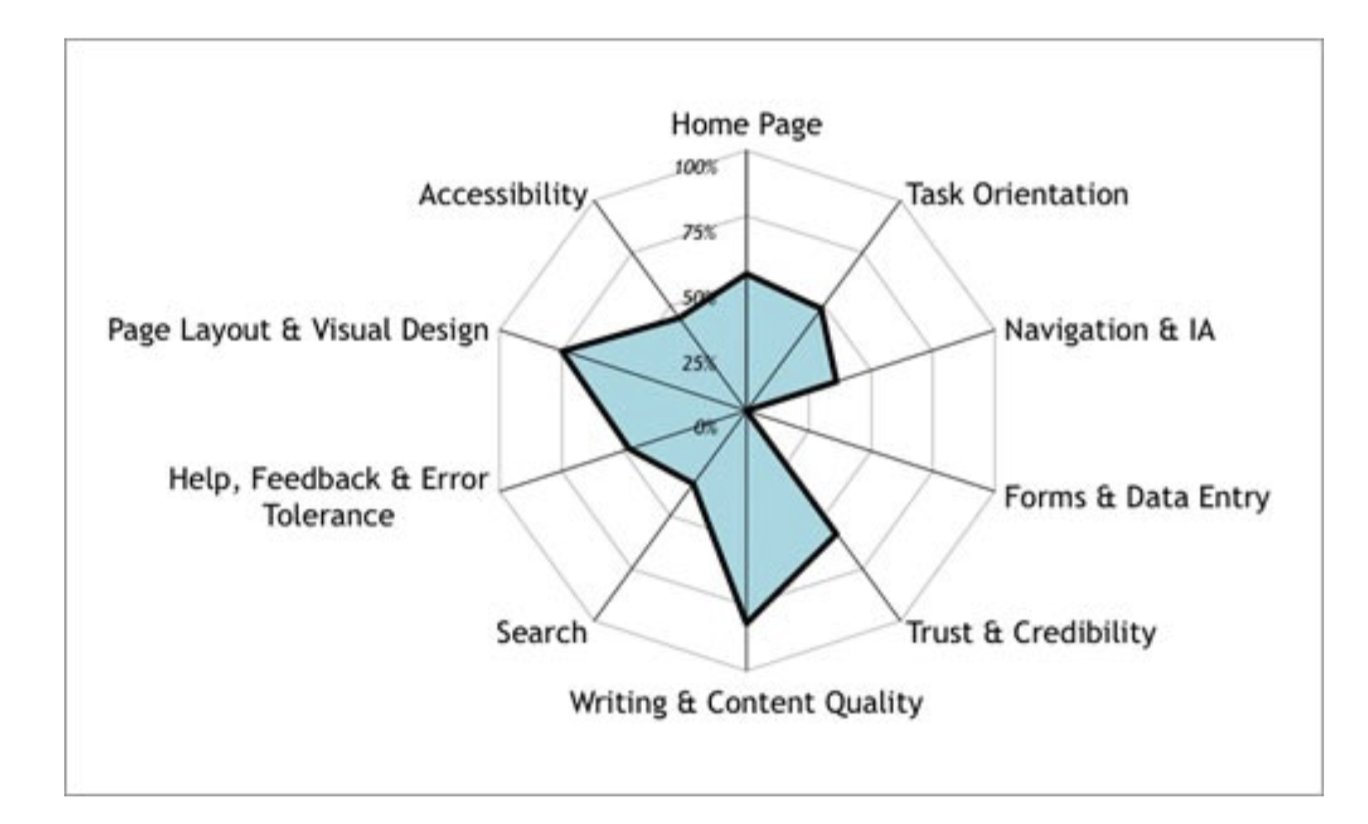 Home Page
100%
Accessibility
Task Orientation
75%
50%
Page Layout & Visual Design
Navigation & IA
25%
0%
Help, Feedback & Error
Tolerance
Forms & Data Entry
Search
Trust & Credibility
Writing & Content Quality